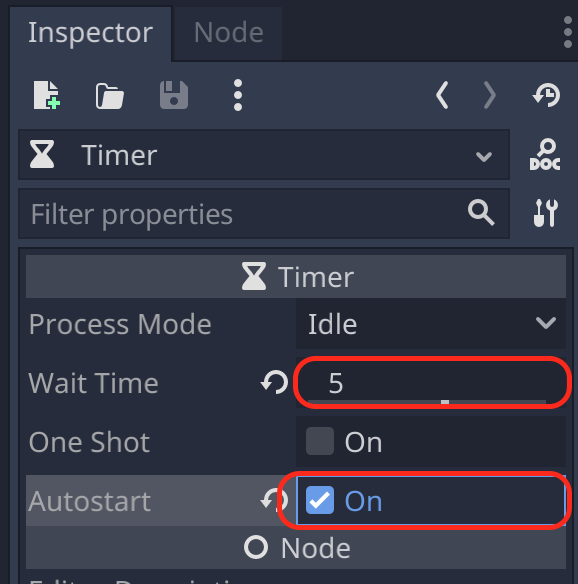 Inspector Node
Timer
DOC
Filter properties
Timer
Process Mode Idle
Wait Time 5
One Shot On
Autostart On
Node